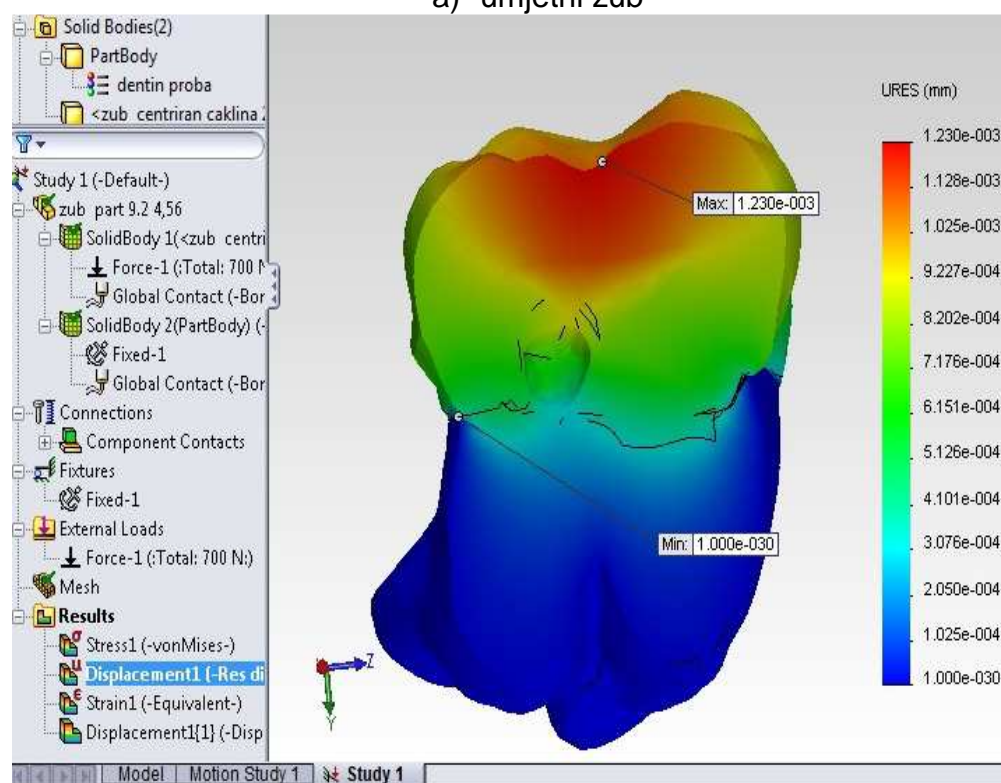 a) umjetni zub
Solid Bodies(2)
PartBody
dentin proba
<zub centriran caklina 2
Study 1 (-Default-)
zub part 9.2 4,56
SolidBody 1(<zub centri
Force-1 (:Total: 700 N
Global Contact (-Bor
SolidBody 2(PartBody) (-
Fixed-1
Global Contact (-Bor
Connections
Component Contacts
Fixtures
Fixed-1
External Loads
Force-1 (:Total: 700 N:)
Mesh
Results
Stress1 (-vonMises-)
Displacement1 (-Res di
Strain1 (-Equivalent-)
Displacement1{1} (-Disp
Model
Motion Study 1
Study 1
Max: 1.230e-003
Min: 1.000e-030
Z
Y
URES (mm)
1.230e-003
1.128e-003
1.025e-003
9.227e-004
8.202e-004
7.176e-004
6.151e-004
5.126e-004
4.101e-004
3.076e-004
2.050e-004
1.025e-004
1.000e-030